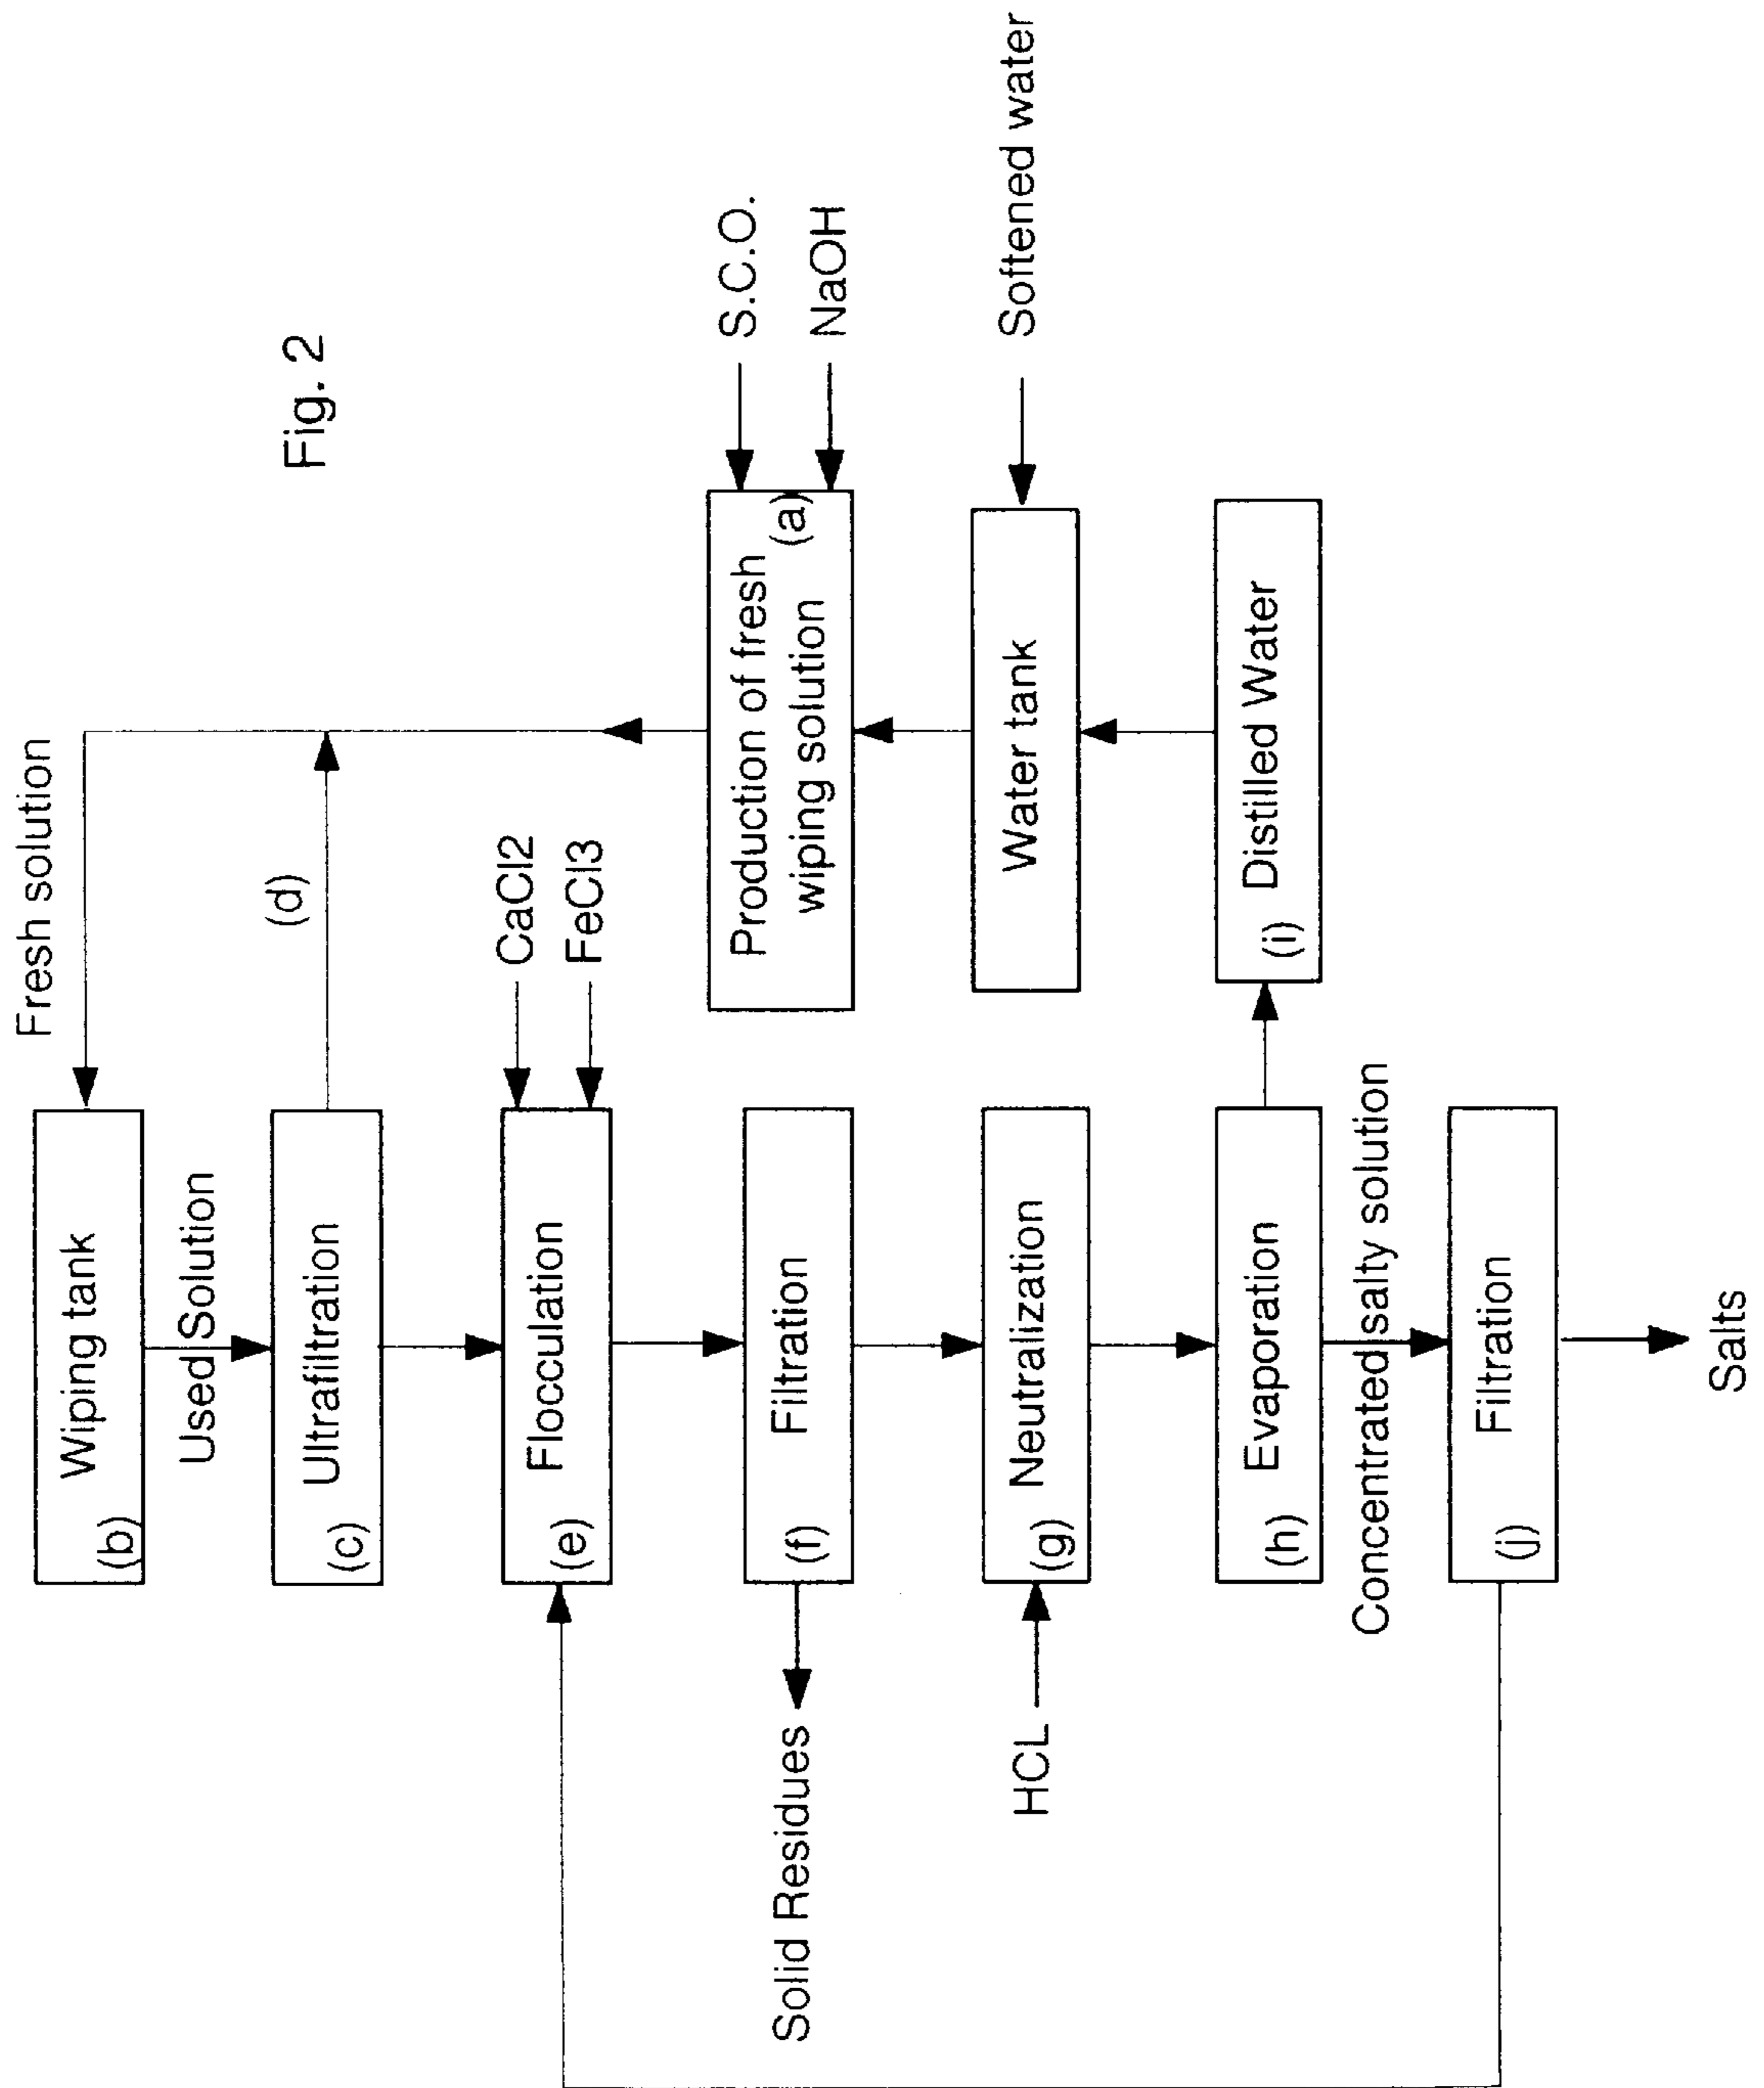 Fig. 2
Fresh solution
Wiping tank
(b)
Used Solution
Ultrafiltration
(c)
(d)
CaCl2
FeCl3
Flocculation
(e)
S.C.O.
NaOH
Production of fresh
(a)
wiping solution
Filtration
(f)
Solid Residues
Softened water
Water tank
Neutralization
(g)
HCL
Distilled Water
(i)
Evaporation
(h)
Concentrated salty solution
Filtration
(j)
Salts